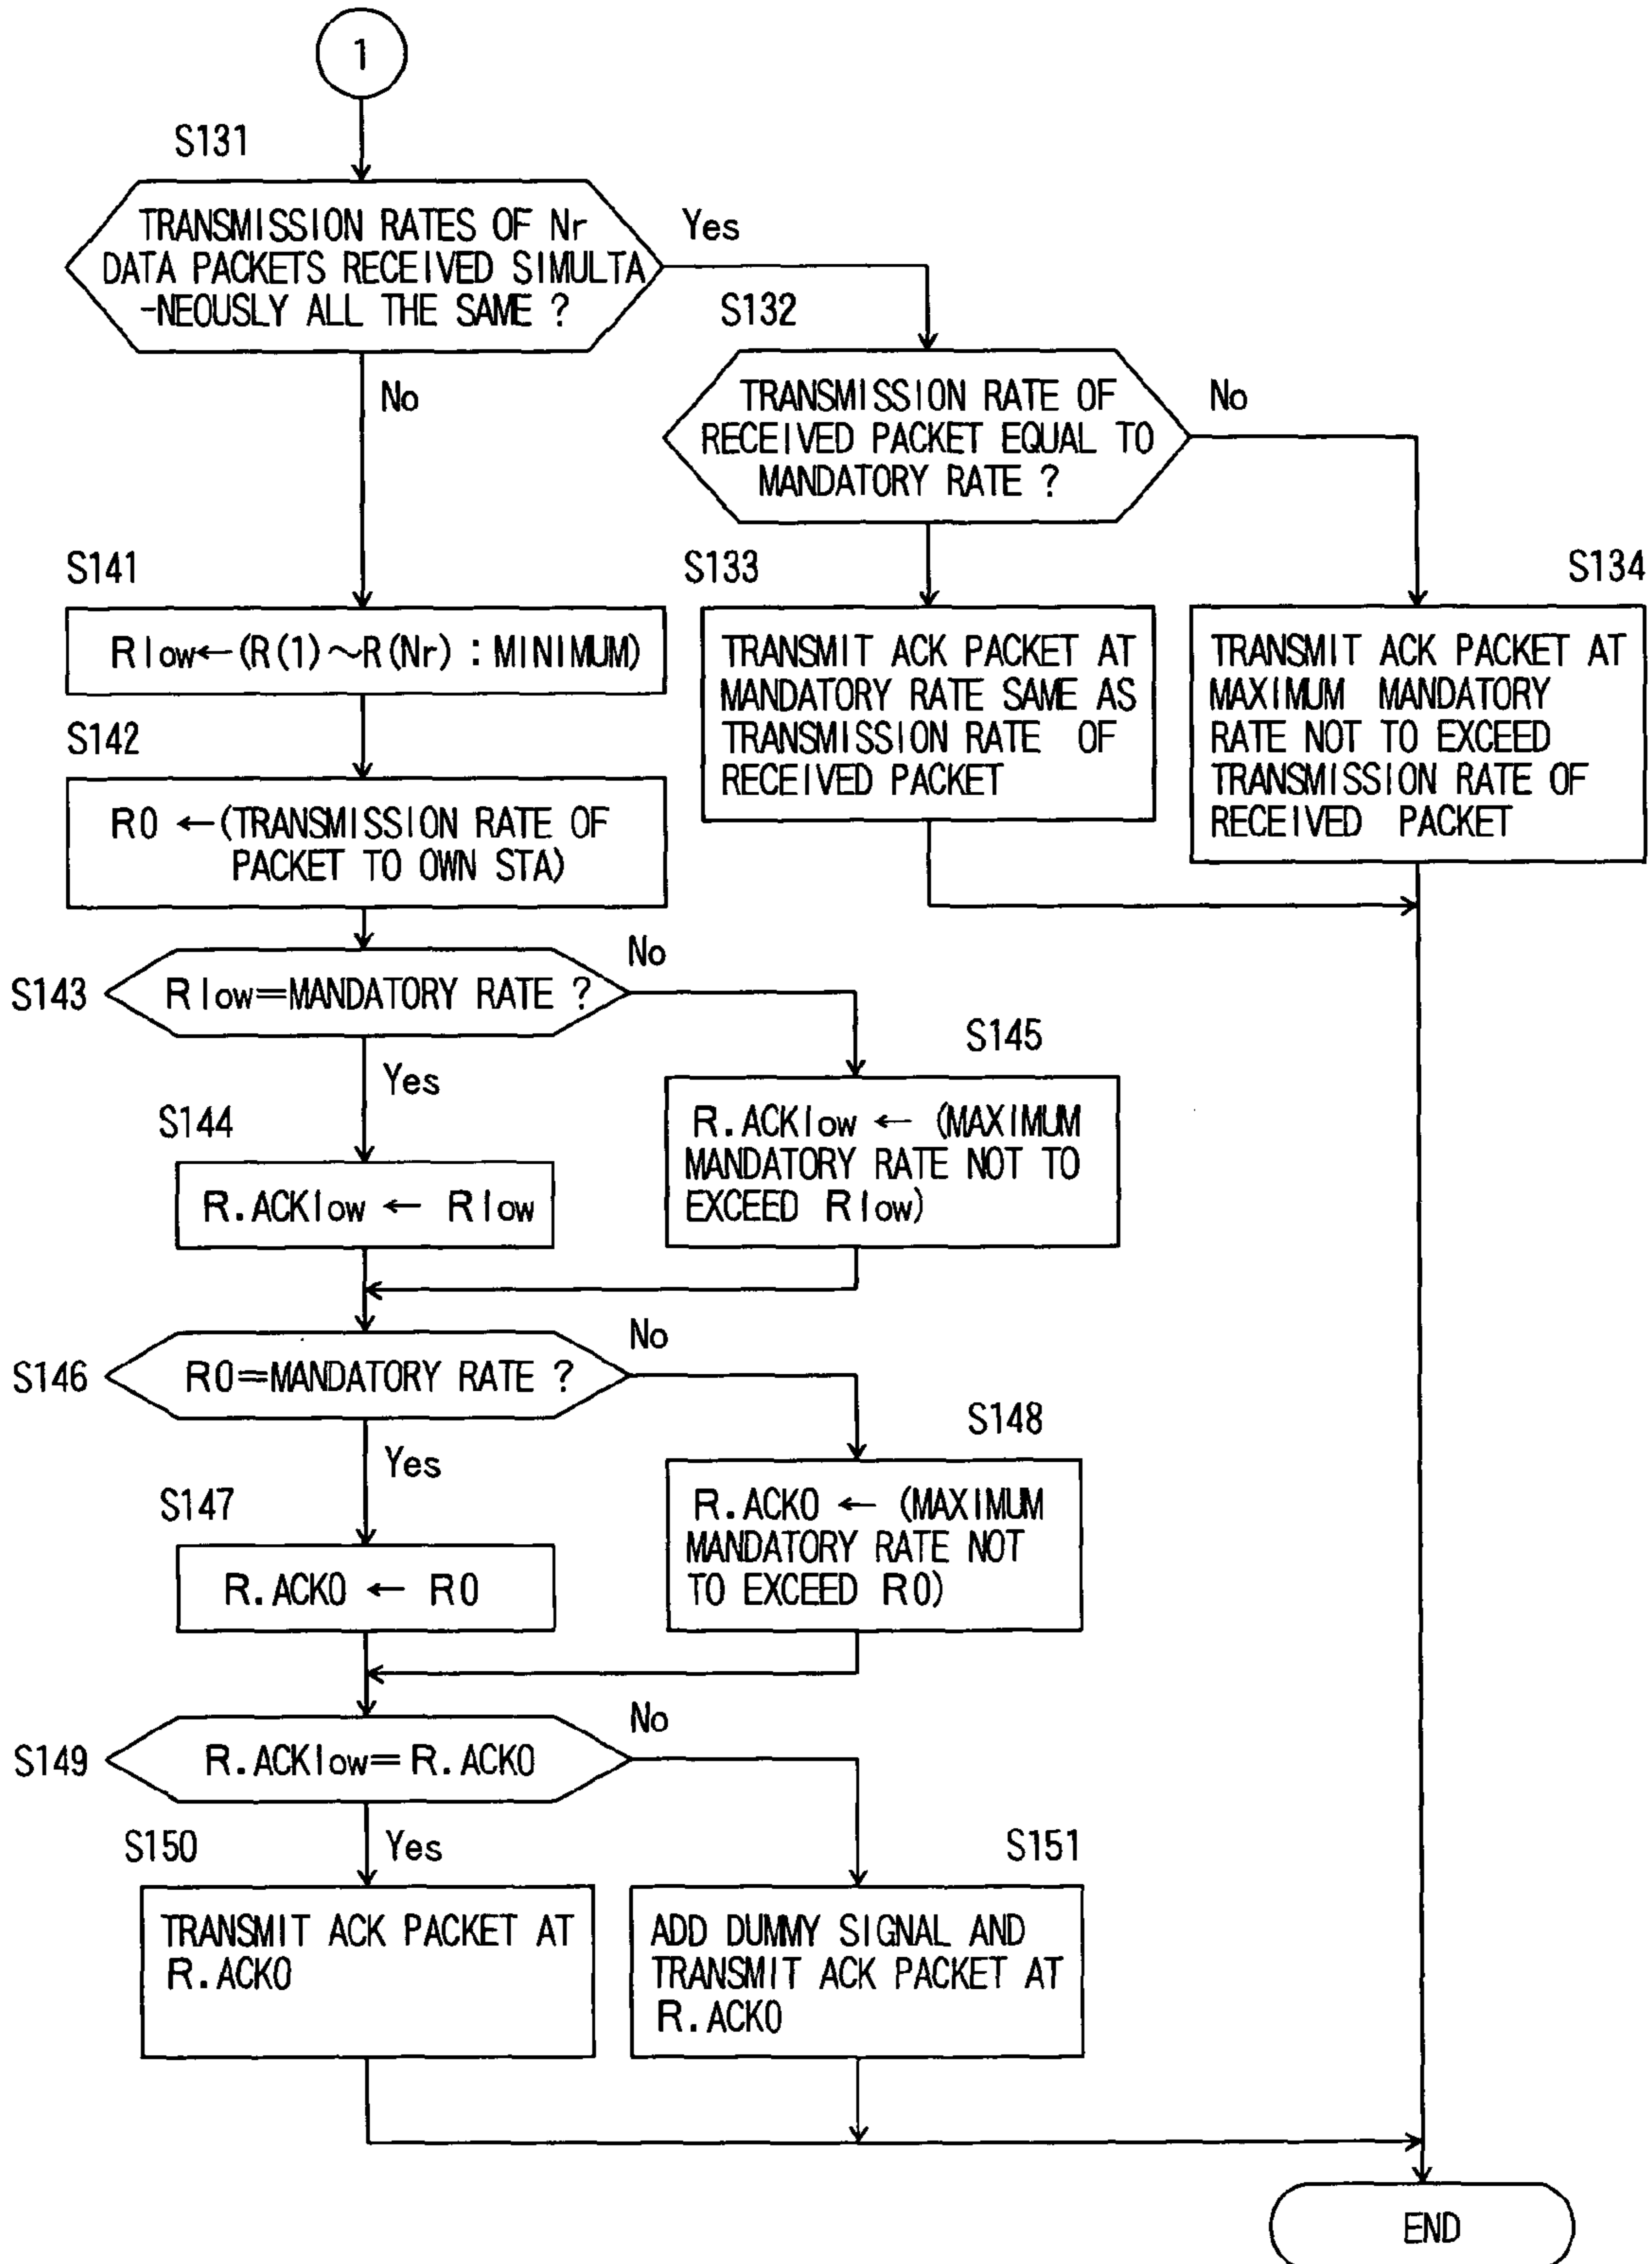 1
S131
TRANSMISSION RATES OF Nr
DATA PACKETS RECEIVED SIMULTA
-NEOUSLY ALL THE SAME ?
Yes
No
S132
TRANSMISSION RATE OF
RECEIVED PACKET EQUAL TO
MANDATORY RATE ?
No
S133
TRANSMIT ACK PACKET AT
MANDATORY RATE SAME AS
TRANSMISSION RATE OF
RECEIVED PACKET
S134
TRANSMIT ACK PACKET AT
MAXIMUM MANDATORY
RATE NOT TO EXCEED
TRANSMISSION RATE OF
RECEIVED PACKET
S141
Rlow←(R(1)~R(Nr) : MINIMUM)
S142
R0 ←(TRANSMISSION RATE OF
PACKET TO OWN STA)
S143
Rlow=MANDATORY RATE ?
No
Yes
S144
R.ACKlow ← Rlow
S145
R.ACKlow ← (MAXIMUM
MANDATORY RATE NOT TO
EXCEED Rlow)
S146
R0=MANDATORY RATE ?
No
Yes
S147
R.ACK0 ← R0
S148
R.ACK0 ← (MAXIMUM
MANDATORY RATE NOT
TO EXCEED R0)
S149
R.ACKlow= R.ACK0
No
Yes
S150
TRANSMIT ACK PACKET AT
R.ACK0
S151
ADD DUMMY SIGNAL AND
TRANSMIT ACK PACKET AT
R.ACK0
END